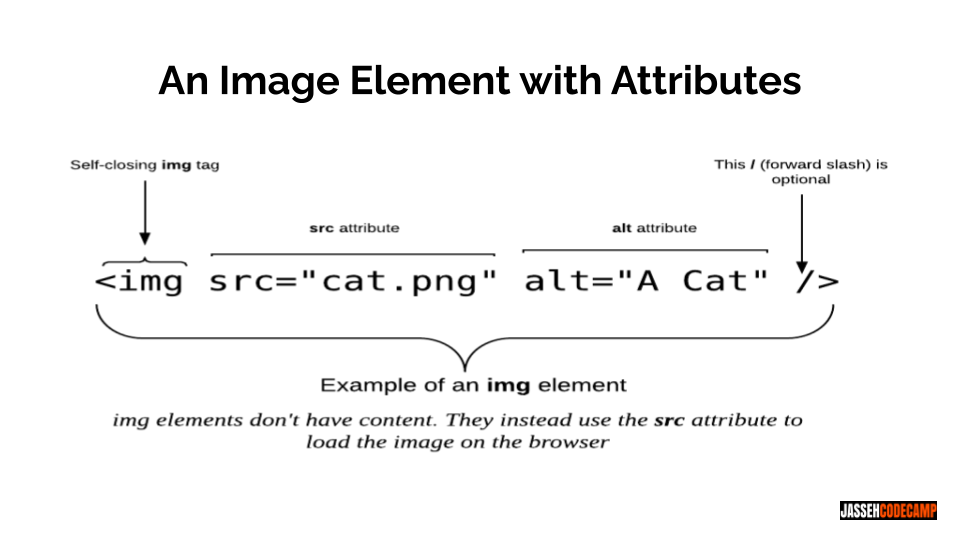 An Image Element with Attributes
Self-closing img tag
This / (forward slash) is
optional
src attribute
alt attribute
<img src="cat.png" alt="A Cat" />
Example of an img element
img elements don't have content. They instead use the src attribute to
load the image on the browser
JASSEHCODECAMP